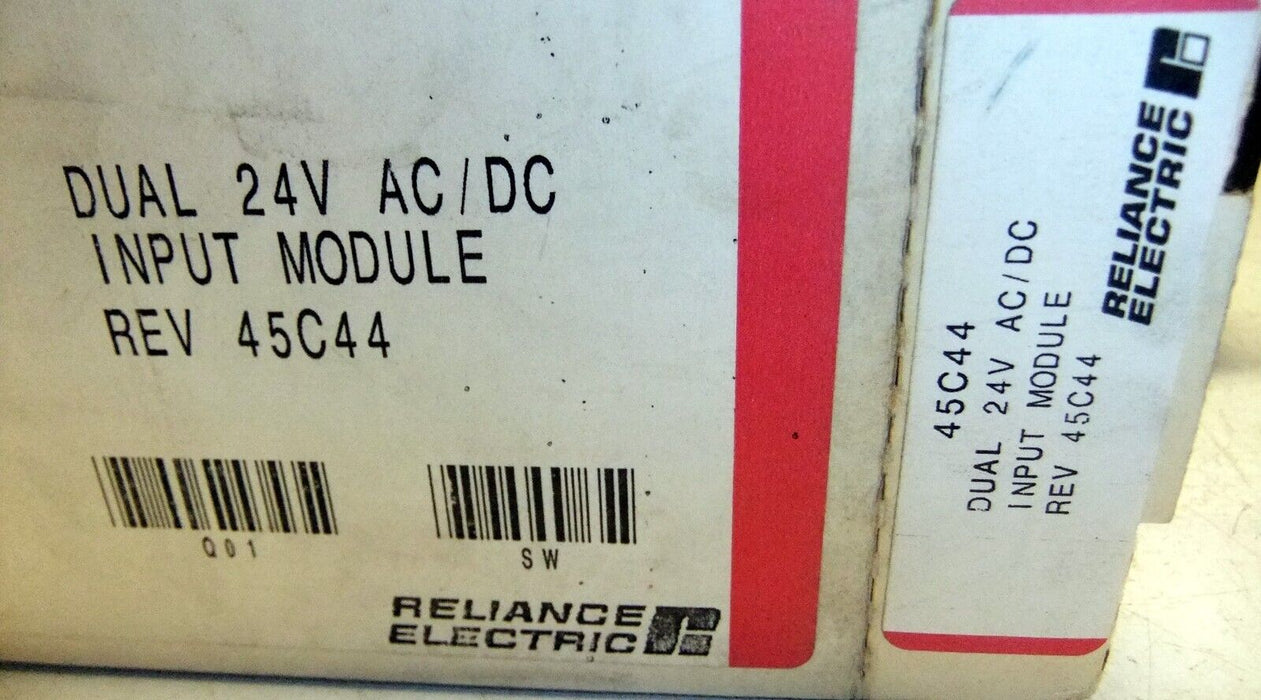 DUAL 24V AC/DC
INPUT MODULE
REV 45C44
Q01
SW
RELIANCE
ELECTRIC
45C44
DUAL 24V AC/DC
INPUT MODULE
REV 45C44
RELIANCE
ELECTRIC